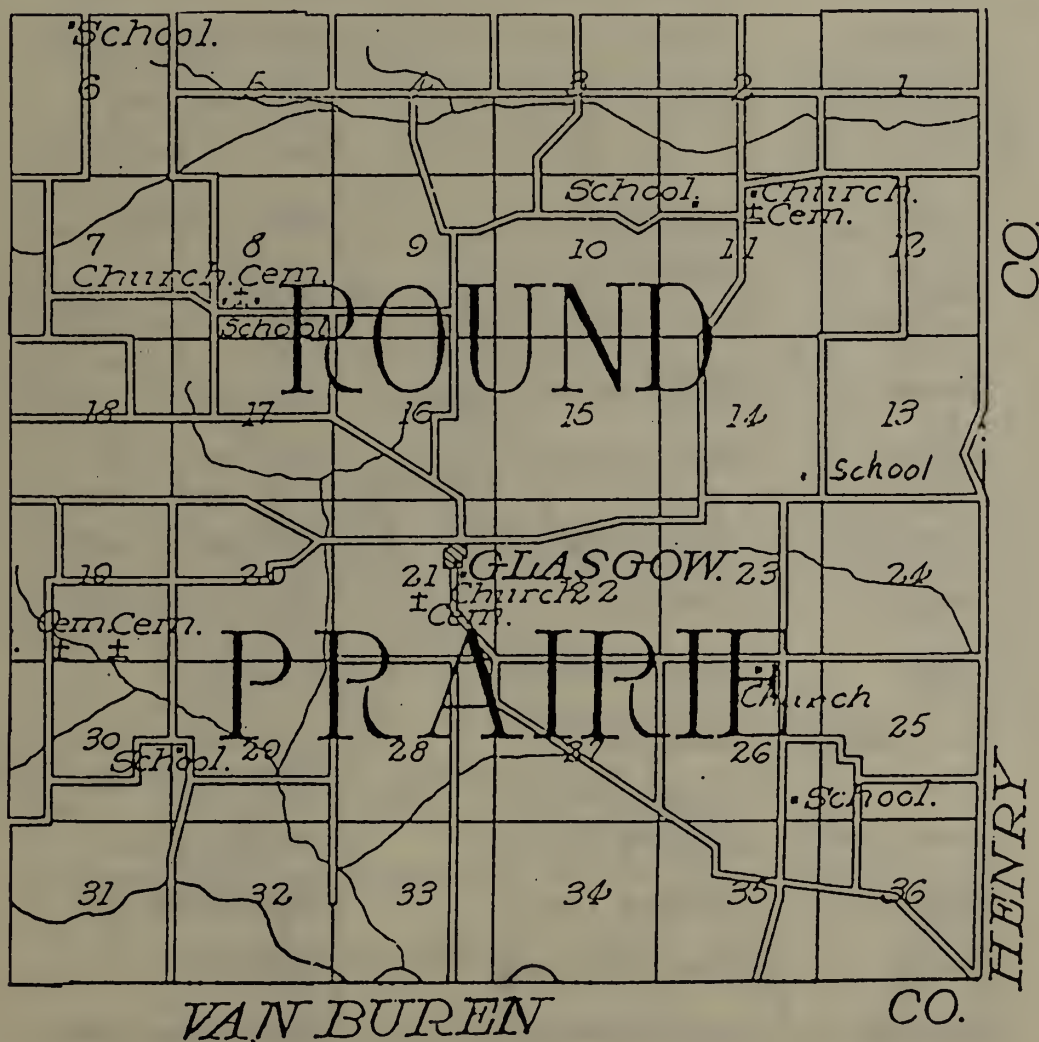 School.
6 5 4 3 2 1
School. Church.
Cem.
7 8 9 10 11 12
Church. Cem.
School
ROUND
CO.
18 17 16 15 14 13
School
GLASGOW.
19 20 21 22 23 24
Church
Cem.
Cem. Cem.
PRAIRIE
Church
30 29 28 27 26 25
School.
School.
31 32 33 34 35 36
HENRY
VAN BUREN CO.